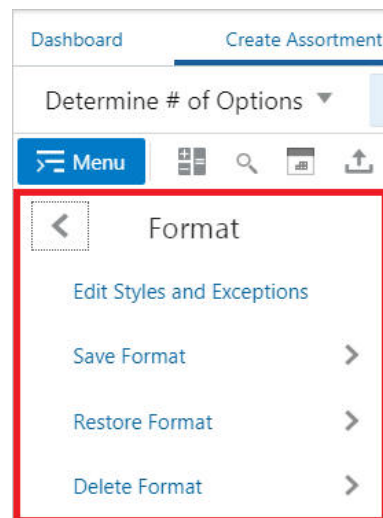 Dashboard Create Assortment
Determine # of Options
Menu
Format
Edit Styles and Exceptions
Save Format
Restore Format
Delete Format